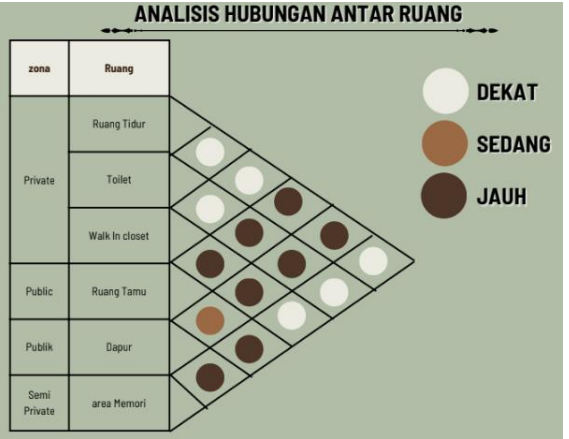 ANALISIS HUBUNGAN ANTAR RUANG
zona Ruang
Private
Ruang Tidur
Toilet
Walk In closet
Public Ruang Tamu
Publik Dapur
Semi
Private
area Memori
DEKAT
SEDANG
JAUH